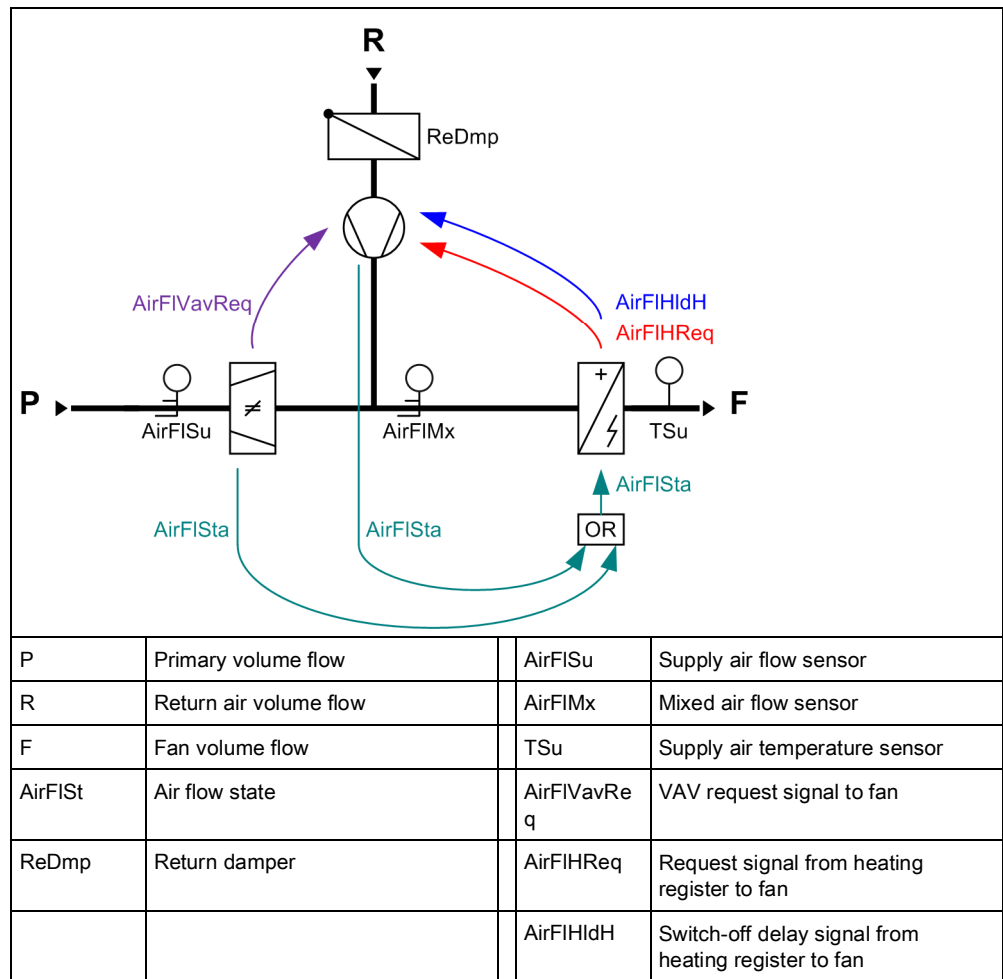 R
ReDmp
AirFlVavReq
AirFlHldH
AirFlHReq
P
F
AirFlSu
≠
AirFlMx
+
TSu
AirFlSta
AirFlSta
AirFlSta
OR
P Primary volume flow AirFlSu Supply air flow sensor
R Return air volume flow AirFlMx Mixed air flow sensor
F Fan volume flow TSu Supply air temperature sensor
AirFlSt Air flow state AirFlVavRe VAV request signal to fan
q
ReDmp Return damper AirFlHReq Request signal from heating
register to fan
AirFlHldH Switch-off delay signal from
heating register to fan